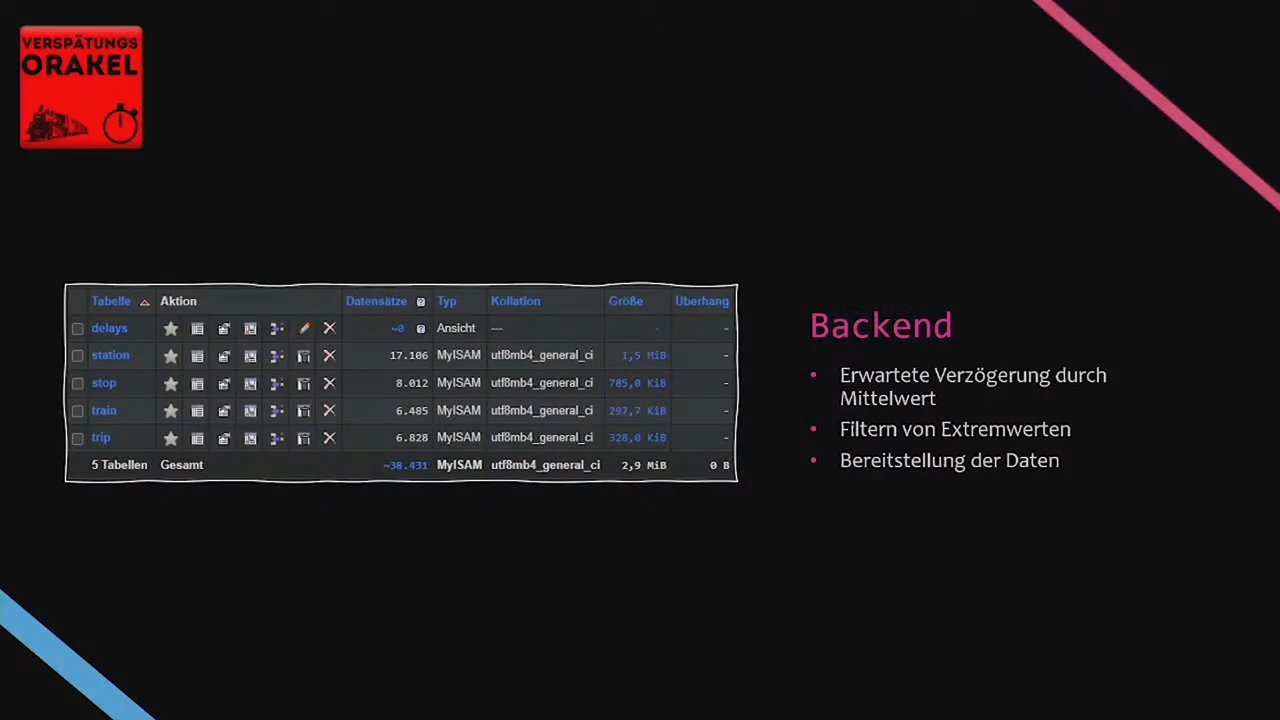 VERSPÄTUNGS
ORAKEL
Tabelle Aktion Datensätze Typ Kollation Größe Überhang
delays ~0 Ansicht --- - -
station 17.106 MyISAM utf8mb4_general_ci 1,5 MiB -
stop 8.012 MyISAM utf8mb4_general_ci 785,0 KiB -
train 6.485 MyISAM utf8mb4_general_ci 297,7 KiB -
trip 6.828 MyISAM utf8mb4_general_ci 328,0 KiB -
5 Tabellen Gesamt ~38.431 MyISAM utf8mb4_general_ci 2,9 MiB 0 B
Backend
• Erwartete Verzögerung durch
Mittelwert
• Filtern von Extremwerten
• Bereitstellung der Daten